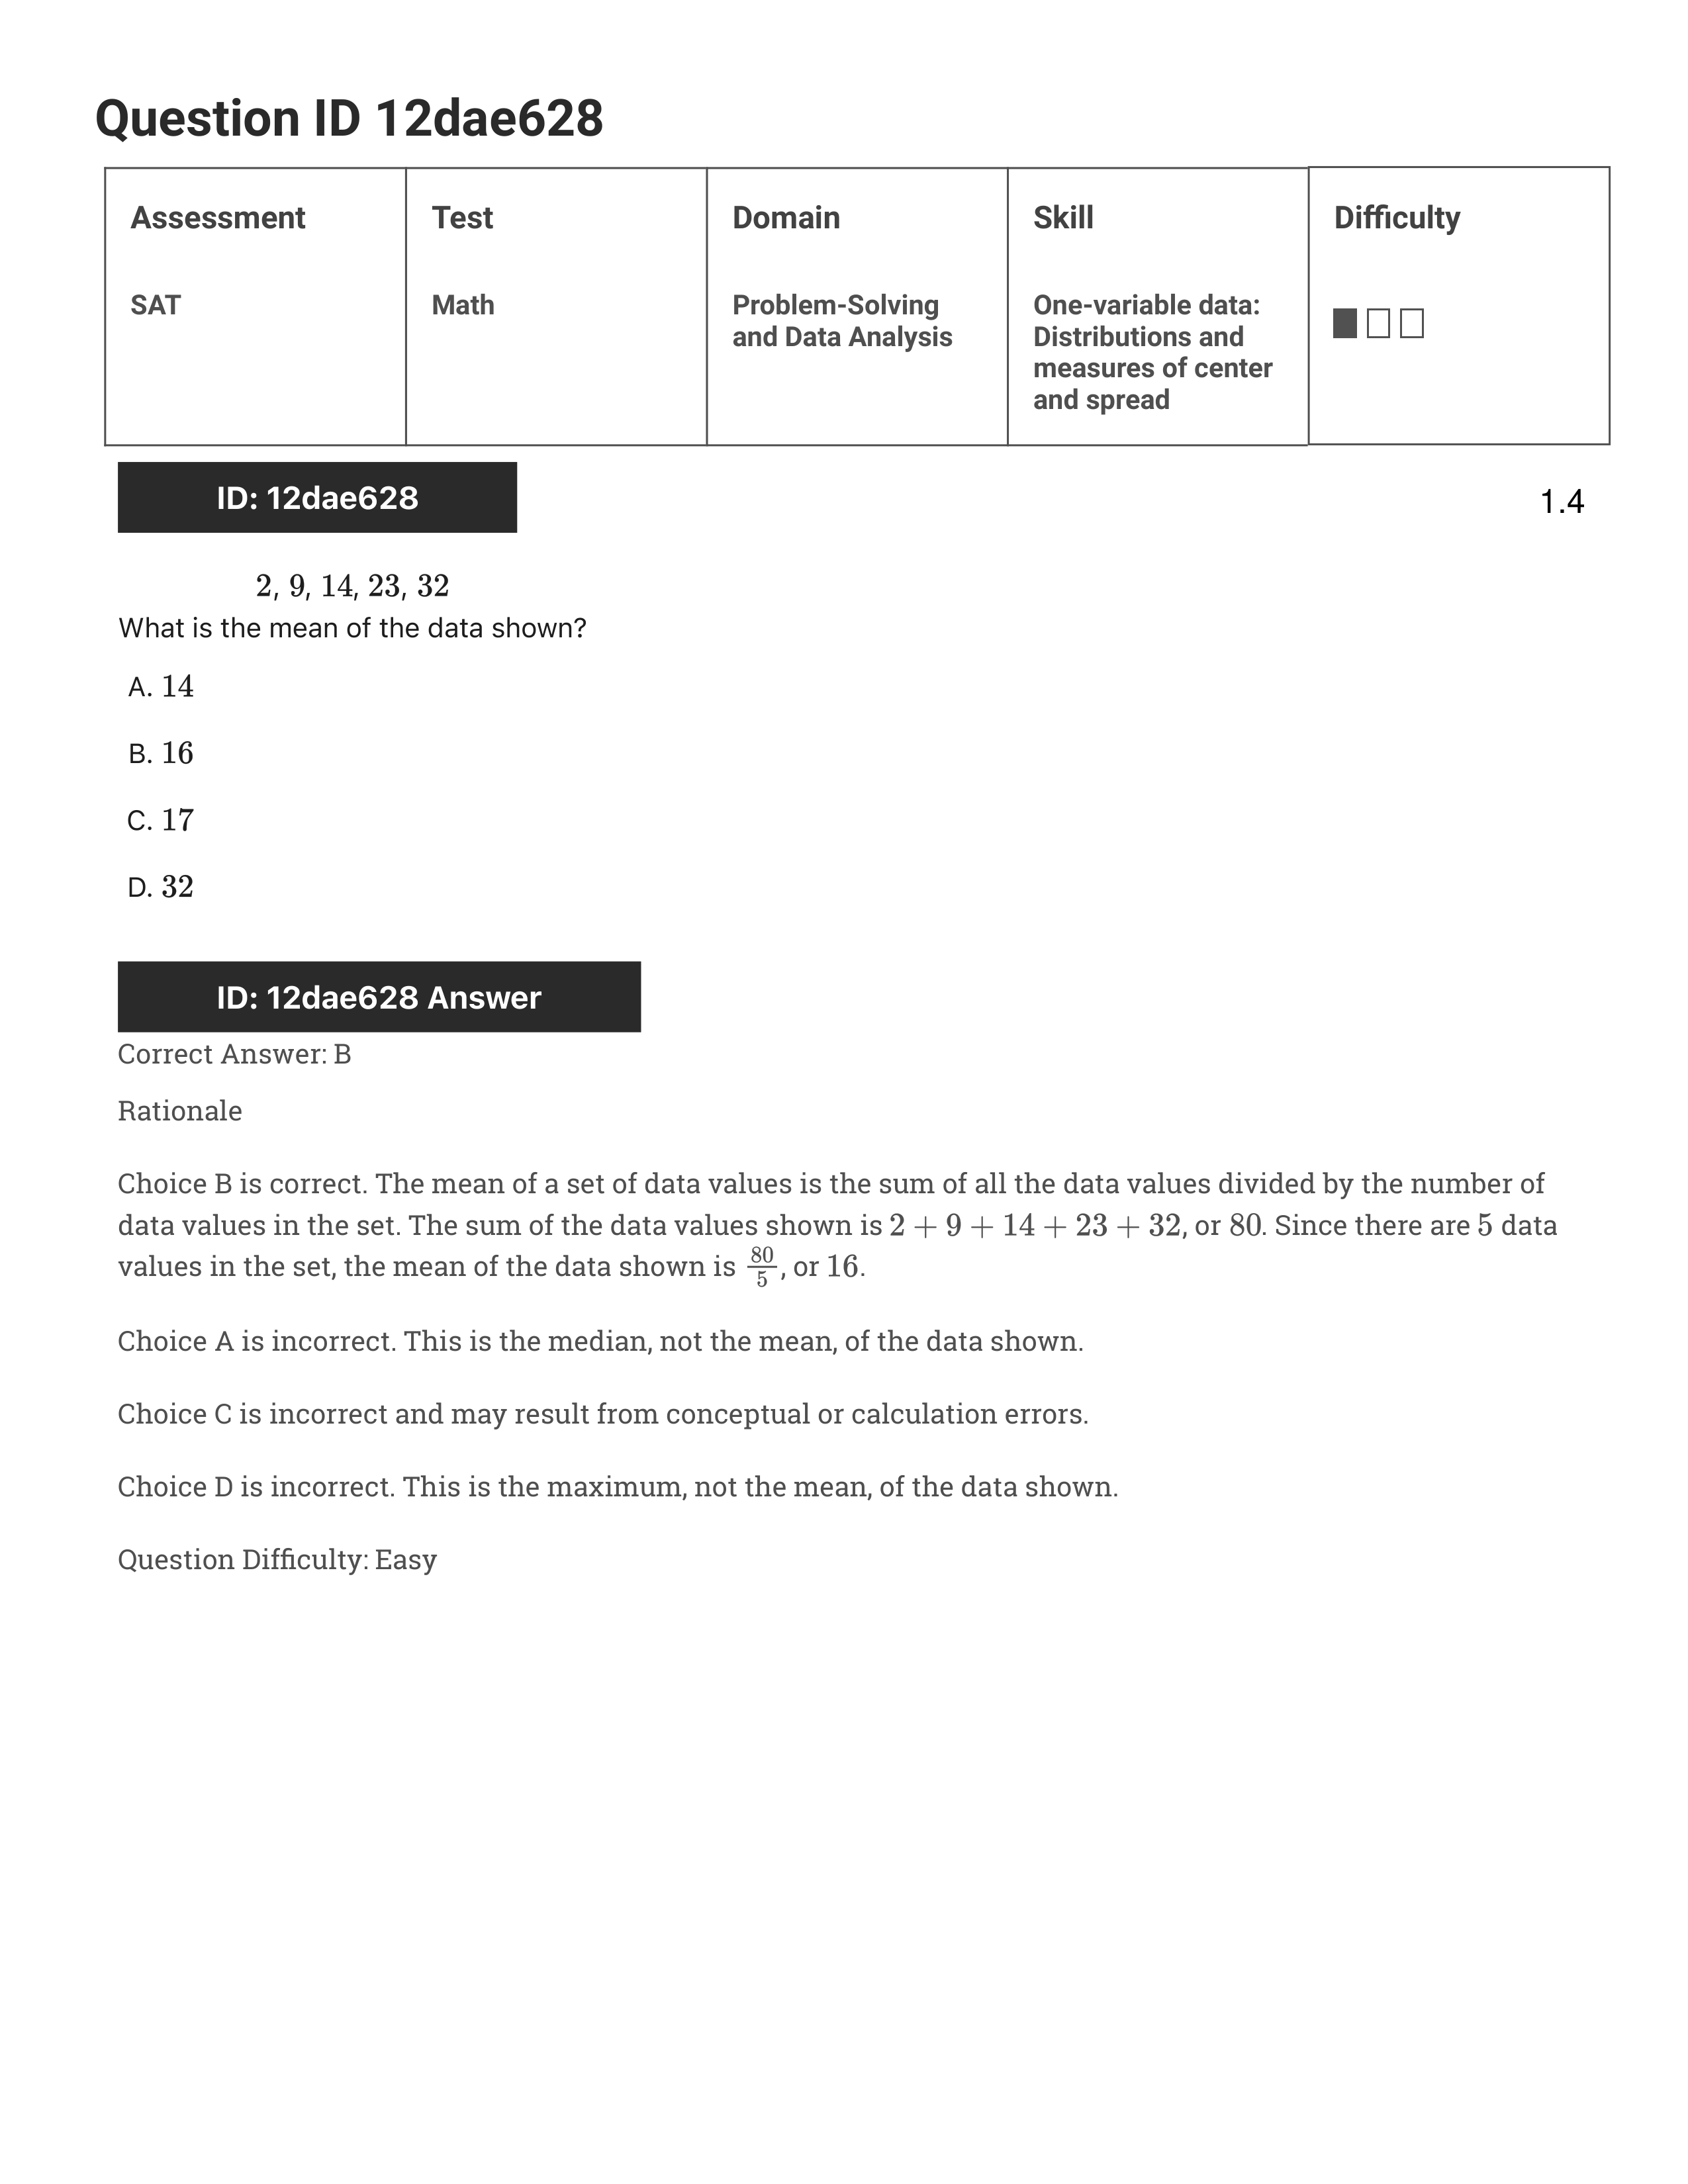 Question ID 12dae628
Assessment
Test
Domain
Skill
Difficulty
SAT
Math
Problem-Solving
and Data Analysis
One-variable data:
Distributions and
measures of center
and spread
ID: 12dae628
1.4
2, 9, 14, 23, 32
What is the mean of the data shown?
A. 14
B. 16
C. 17
D. 32
ID: 12dae628 Answer
Correct Answer: B
Rationale
Choice B is correct. The mean of a set of data values is the sum of all the data values divided by the number of
data values in the set. The sum of the data values shown is 2 + 9 + 14 + 23 + 32, or 80. Since there are 5 data
values in the set, the mean of the data shown is 80/5, or 16.
Choice A is incorrect. This is the median, not the mean, of the data shown.
Choice C is incorrect and may result from conceptual or calculation errors.
Choice D is incorrect. This is the maximum, not the mean, of the data shown.
Question Difficulty: Easy